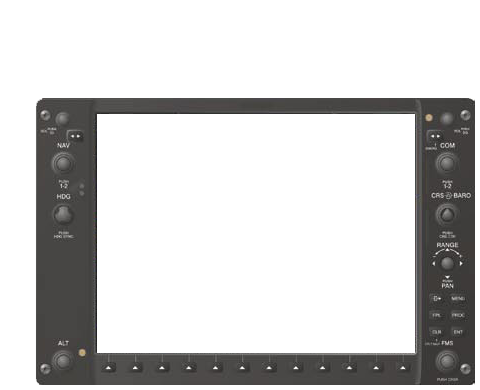 NAV
COM
PUSH
1-2
PUSH
1-2
HDG
CRS BARO
PUSH
HDG SYNC
PUSH
CRS CTR
RANGE
PUSH
PAN
D→ MENU
FPL PROC
CLR ENT
ALT
FMS
PUSH CRSR